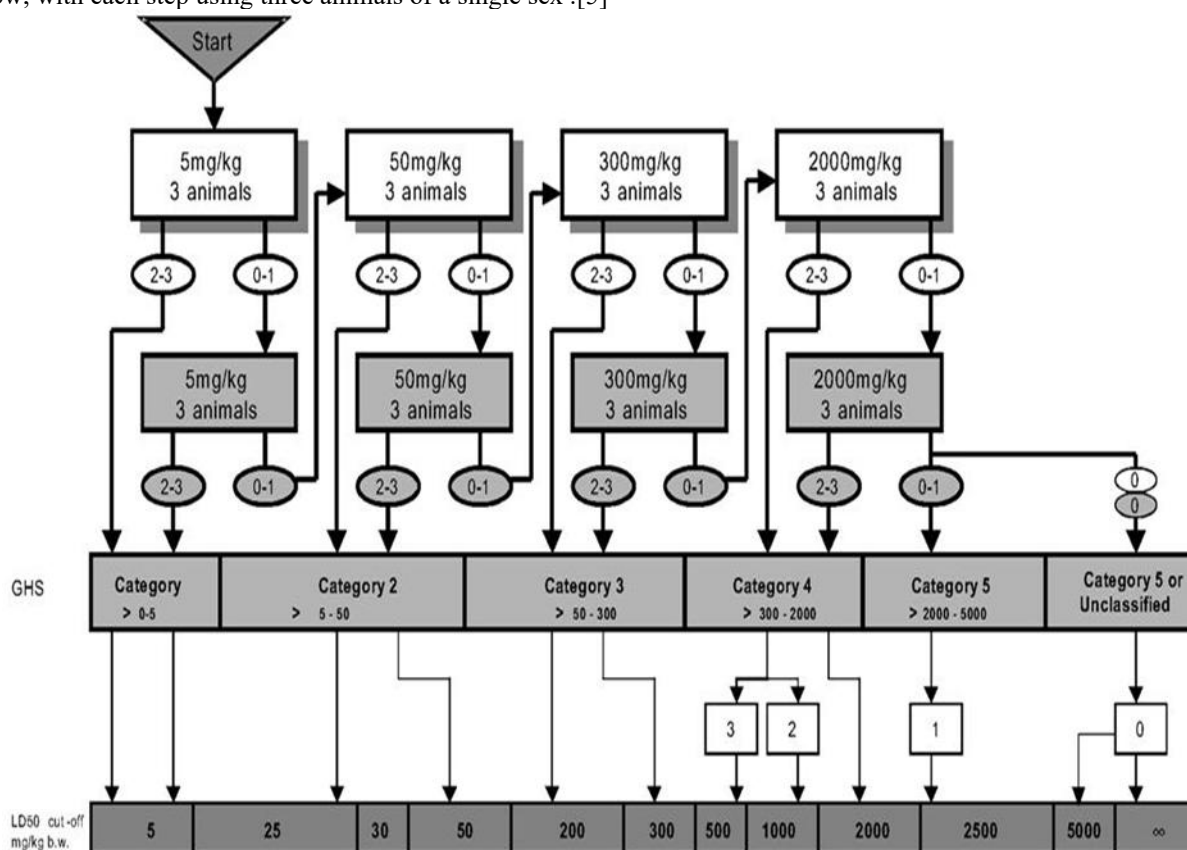 ow, with each step using three animals of a single sex .[5]
Start
5mg/kg
3 animals
50mg/kg
3 animals
300mg/kg
3 animals
2000mg/kg
3 animals
2-3
0-1
2-3
0-1
2-3
0-1
2-3
0-1
5mg/kg
3 animals
50mg/kg
3 animals
300mg/kg
3 animals
2000mg/kg
3 animals
2-3
0-1
2-3
0-1
2-3
0-1
2-3
0-1
0
0
GHS
Category
> 0-5
Category 2
> 5 - 50
Category 3
> 50 - 300
Category 4
> 300 - 2000
Category 5
> 2000 - 5000
Category 5 or
Unclassified
3
2
1
0
LD50 cut-off
mg/kg b.w.
5
25
30
50
200
300
500
1000
2000
2500
5000
∞